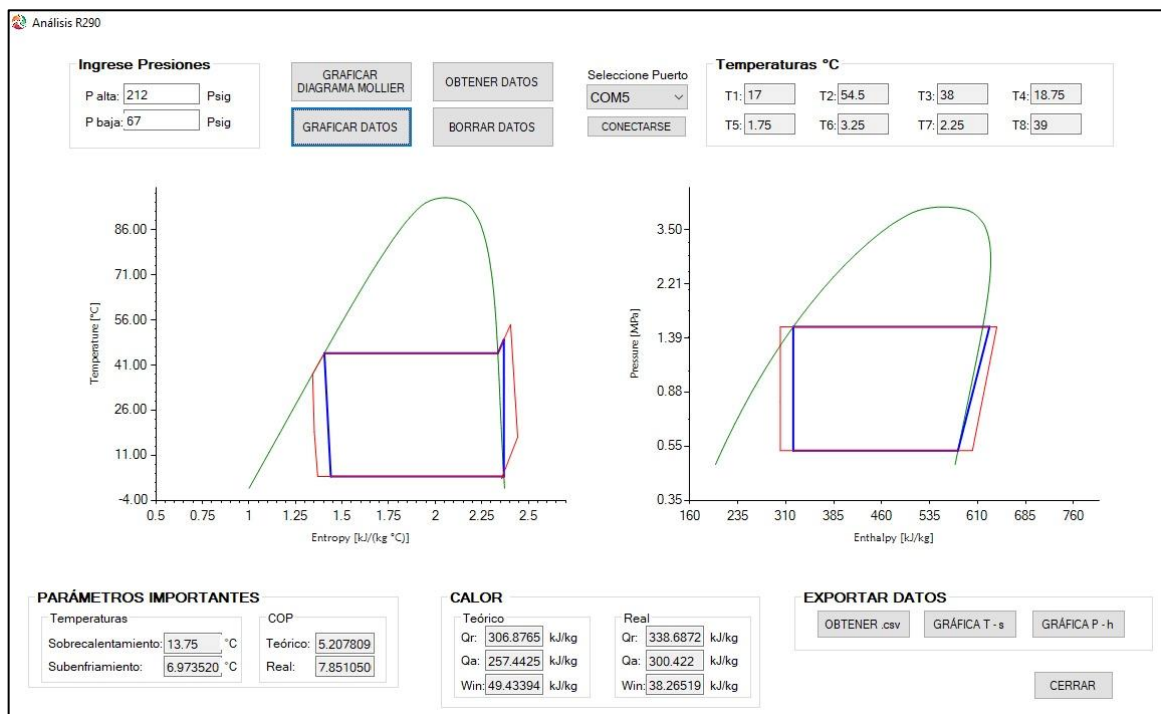 Análisis R290
Ingrese Presiones
P alta: 212 Psig
P baja: 67 Psig
GRAFICAR
DIAGRAMA MOLLIER
OBTENER DATOS
GRAFICAR DATOS
BORRAR DATOS
Seleccione Puerto
COM5
CONECTARSE
Temperaturas °C
T1: 17 T2: 54.5 T3: 38 T4: 18.75
T5: 1.75 T6: 3.25 T7: 2.25 T8: 39
86.00
71.00
56.00
41.00
26.00
11.00
-4.00
Temperature [°C]
0.5 0.75 1 1.25 1.5 1.75 2 2.25 2.5
Entropy [kJ/(kg °C)]
3.50
2.21
1.39
0.88
0.55
0.35
Pressure [MPa]
160 235 310 385 460 535 610 685 760
Enthalpy [kJ/kg]
PARÁMETROS IMPORTANTES
Temperaturas
Sobrecalentamiento: 13.75 °C
Subenfriamiento: 6.973520 °C
COP
Teórico: 5.207809
Real: 7.851050
CALOR
Teórico
Qr: 306.8765 kJ/kg
Qa: 257.4425 kJ/kg
Win: 49.43394 kJ/kg
Real
Qr: 338.6872 kJ/kg
Qa: 300.422 kJ/kg
Win: 38.26519 kJ/kg
EXPORTAR DATOS
OBTENER .csv
GRÁFICA T - s
GRÁFICA P - h
CERRAR